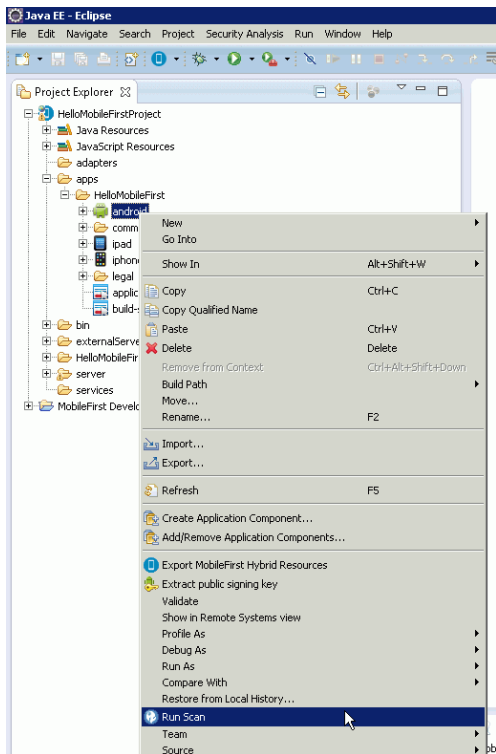 Java EE - Eclipse
File Edit Navigate Search Project Security Analysis Run Window Help
Project Explorer
HelloMobileFirstProject
Java Resources
JavaScript Resources
adapters
apps
HelloMobileFirst
android
comm
ipad
iphon
legal
applic
build-s
bin
externalServe
HelloMobileFir
server
services
MobileFirst Develo
New
Go Into
Show In Alt+Shift+W
Copy Ctrl+C
Copy Qualified Name
Paste Ctrl+V
Delete Delete
Remove from Context Ctrl+Alt+Shift+Down
Build Path
Move...
Rename... F2
Import...
Export...
Refresh F5
Create Application Component...
Add/Remove Application Components...
Export MobileFirst Hybrid Resources
Extract public signing key
Validate
Show in Remote Systems view
Profile As
Debug As
Run As
Compare With
Restore from Local History...
Run Scan
Team
Source